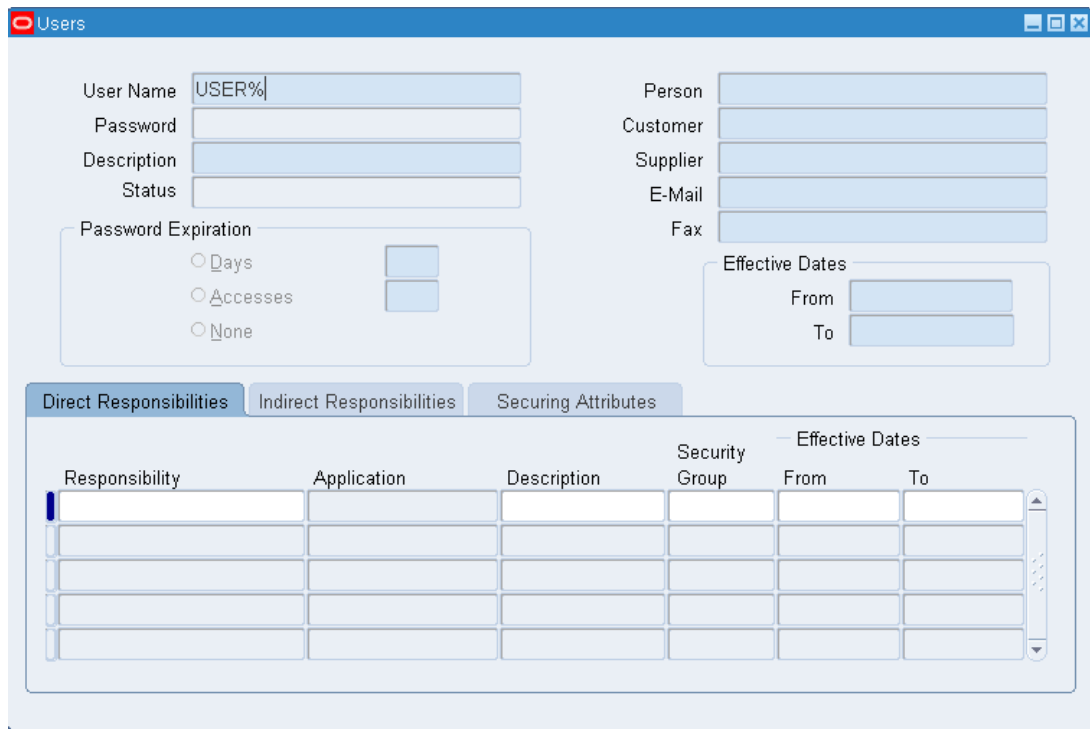 Users
User Name USER%
Password
Description
Status
Person
Customer
Supplier
E-Mail
Fax
Password Expiration
Days
Accesses
None
Effective Dates
From
To
Direct Responsibilities Indirect Responsibilities Securing Attributes
Effective Dates
Responsibility Application Description Security Group From To